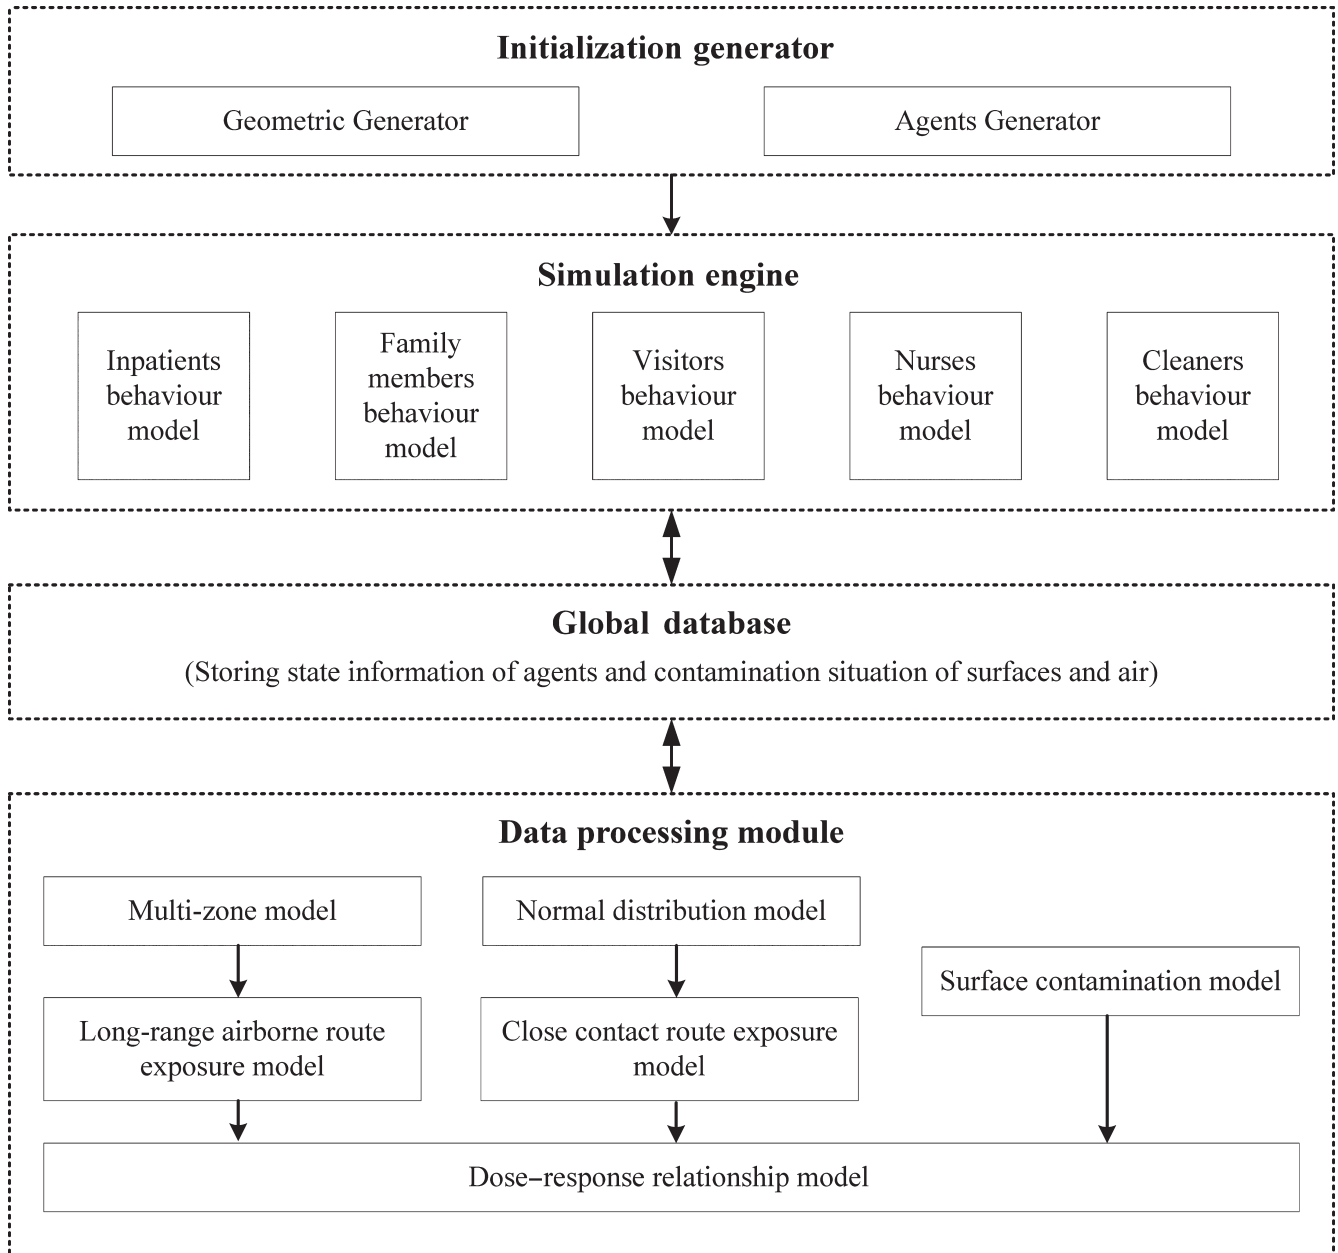 Initialization generator
Geometric Generator
Agents Generator
Simulation engine
Inpatients
behaviour
model
Family
members
behaviour
model
Visitors
behaviour
model
Nurses
behaviour
model
Cleaners
behaviour
model
Global database
(Storing state information of agents and contamination situation of surfaces and air)
Data processing module
Multi-zone model
Normal distribution model
Surface contamination model
Long-range airborne route
exposure model
Close contact route exposure
model
Dose–response relationship model